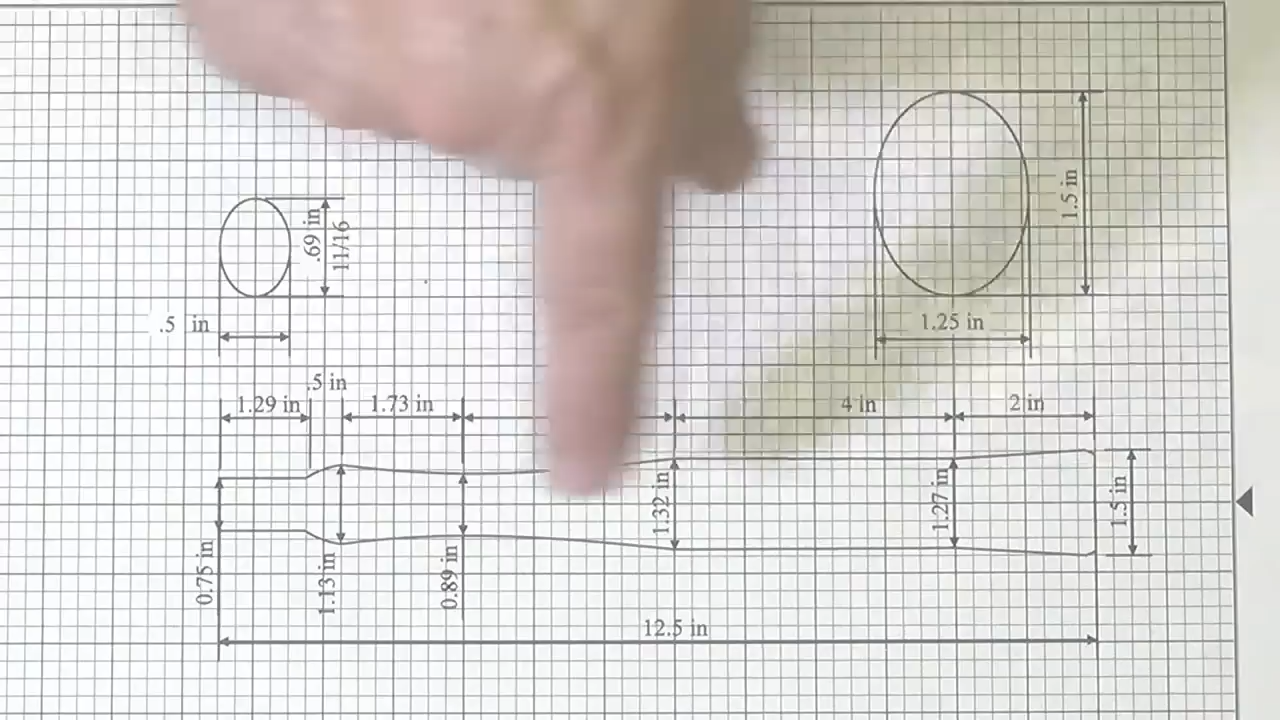 1.5 in
.69 in
11/16
.5 in
1.25 in
.5 in
1.29 in
1.73 in
4 in
2 in
1.32 in
1.27 in
1.5 in
0.75 in
1.13 in
0.89 in
12.5 in